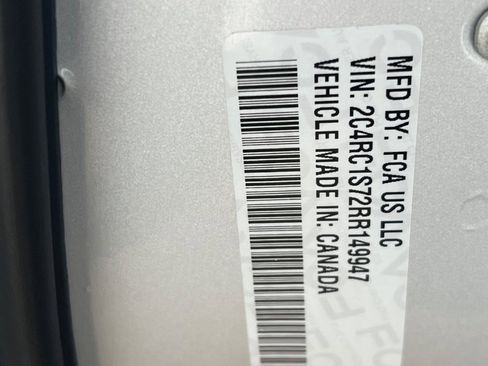 MFD BY: FCA US LLC
VIN: 2C4RC1S72RR149947
VEHICLE MADE IN: CANADA